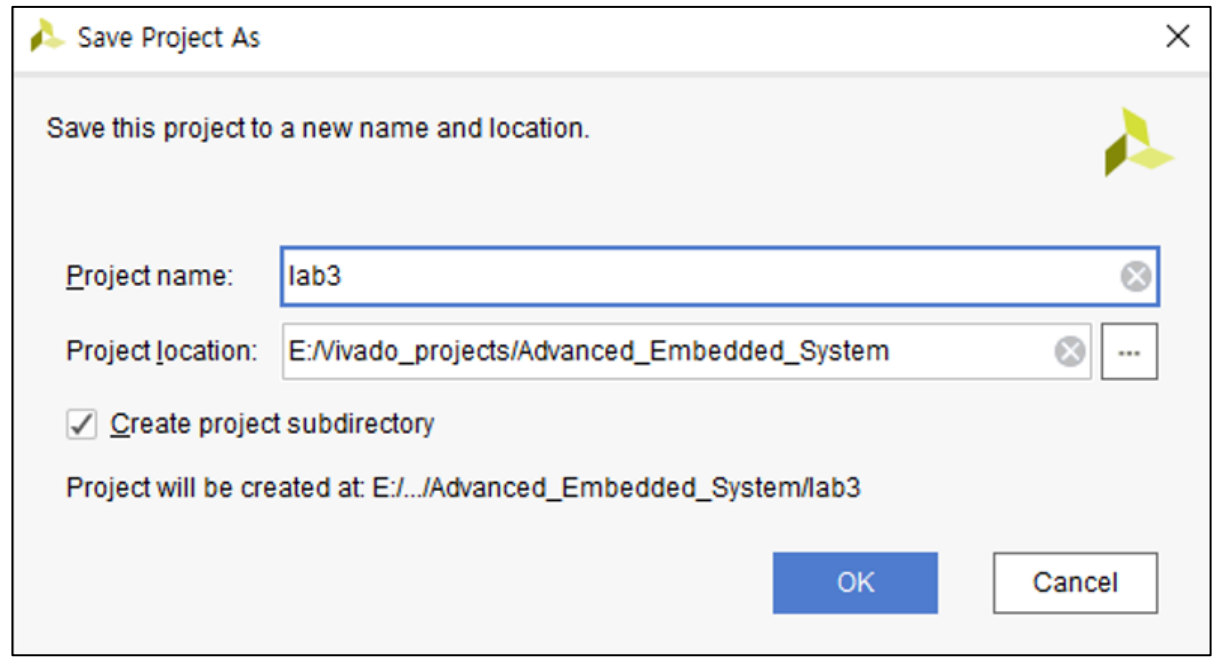 Save Project As
Save this project to a new name and location.
Project name: lab3
Project location: E:/Vivado_projects/Advanced_Embedded_System ...
Create project subdirectory
Project will be created at: E:/.../Advanced_Embedded_System/lab3
OK Cancel